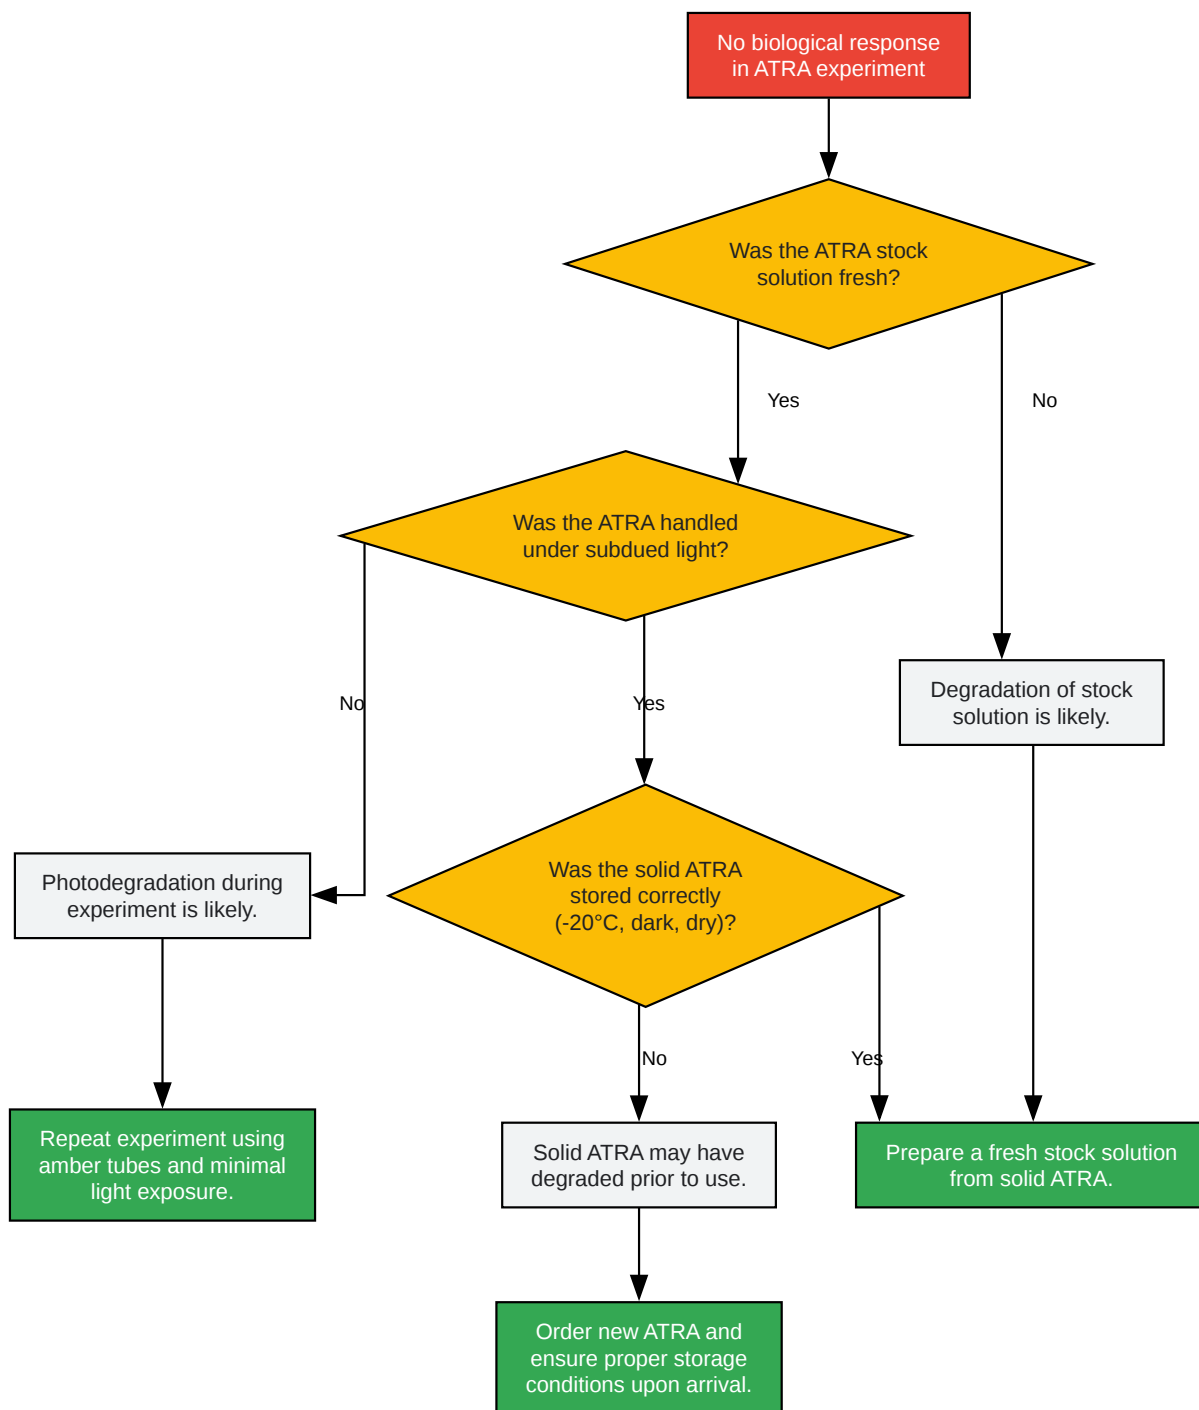 No biological response
in ATRA experiment
Was the ATRA stock
solution fresh?
Yes
No
Was the ATRA handled
under subdued light?
No
Yes
Degradation of stock
solution is likely.
Photodegradation during
experiment is likely.
Was the solid ATRA
stored correctly
(-20°C, dark, dry)?
No
Yes
Repeat experiment using
amber tubes and minimal
light exposure.
Solid ATRA may have
degraded prior to use.
Prepare a fresh stock solution
from solid ATRA.
Order new ATRA and
ensure proper storage
conditions upon arrival.